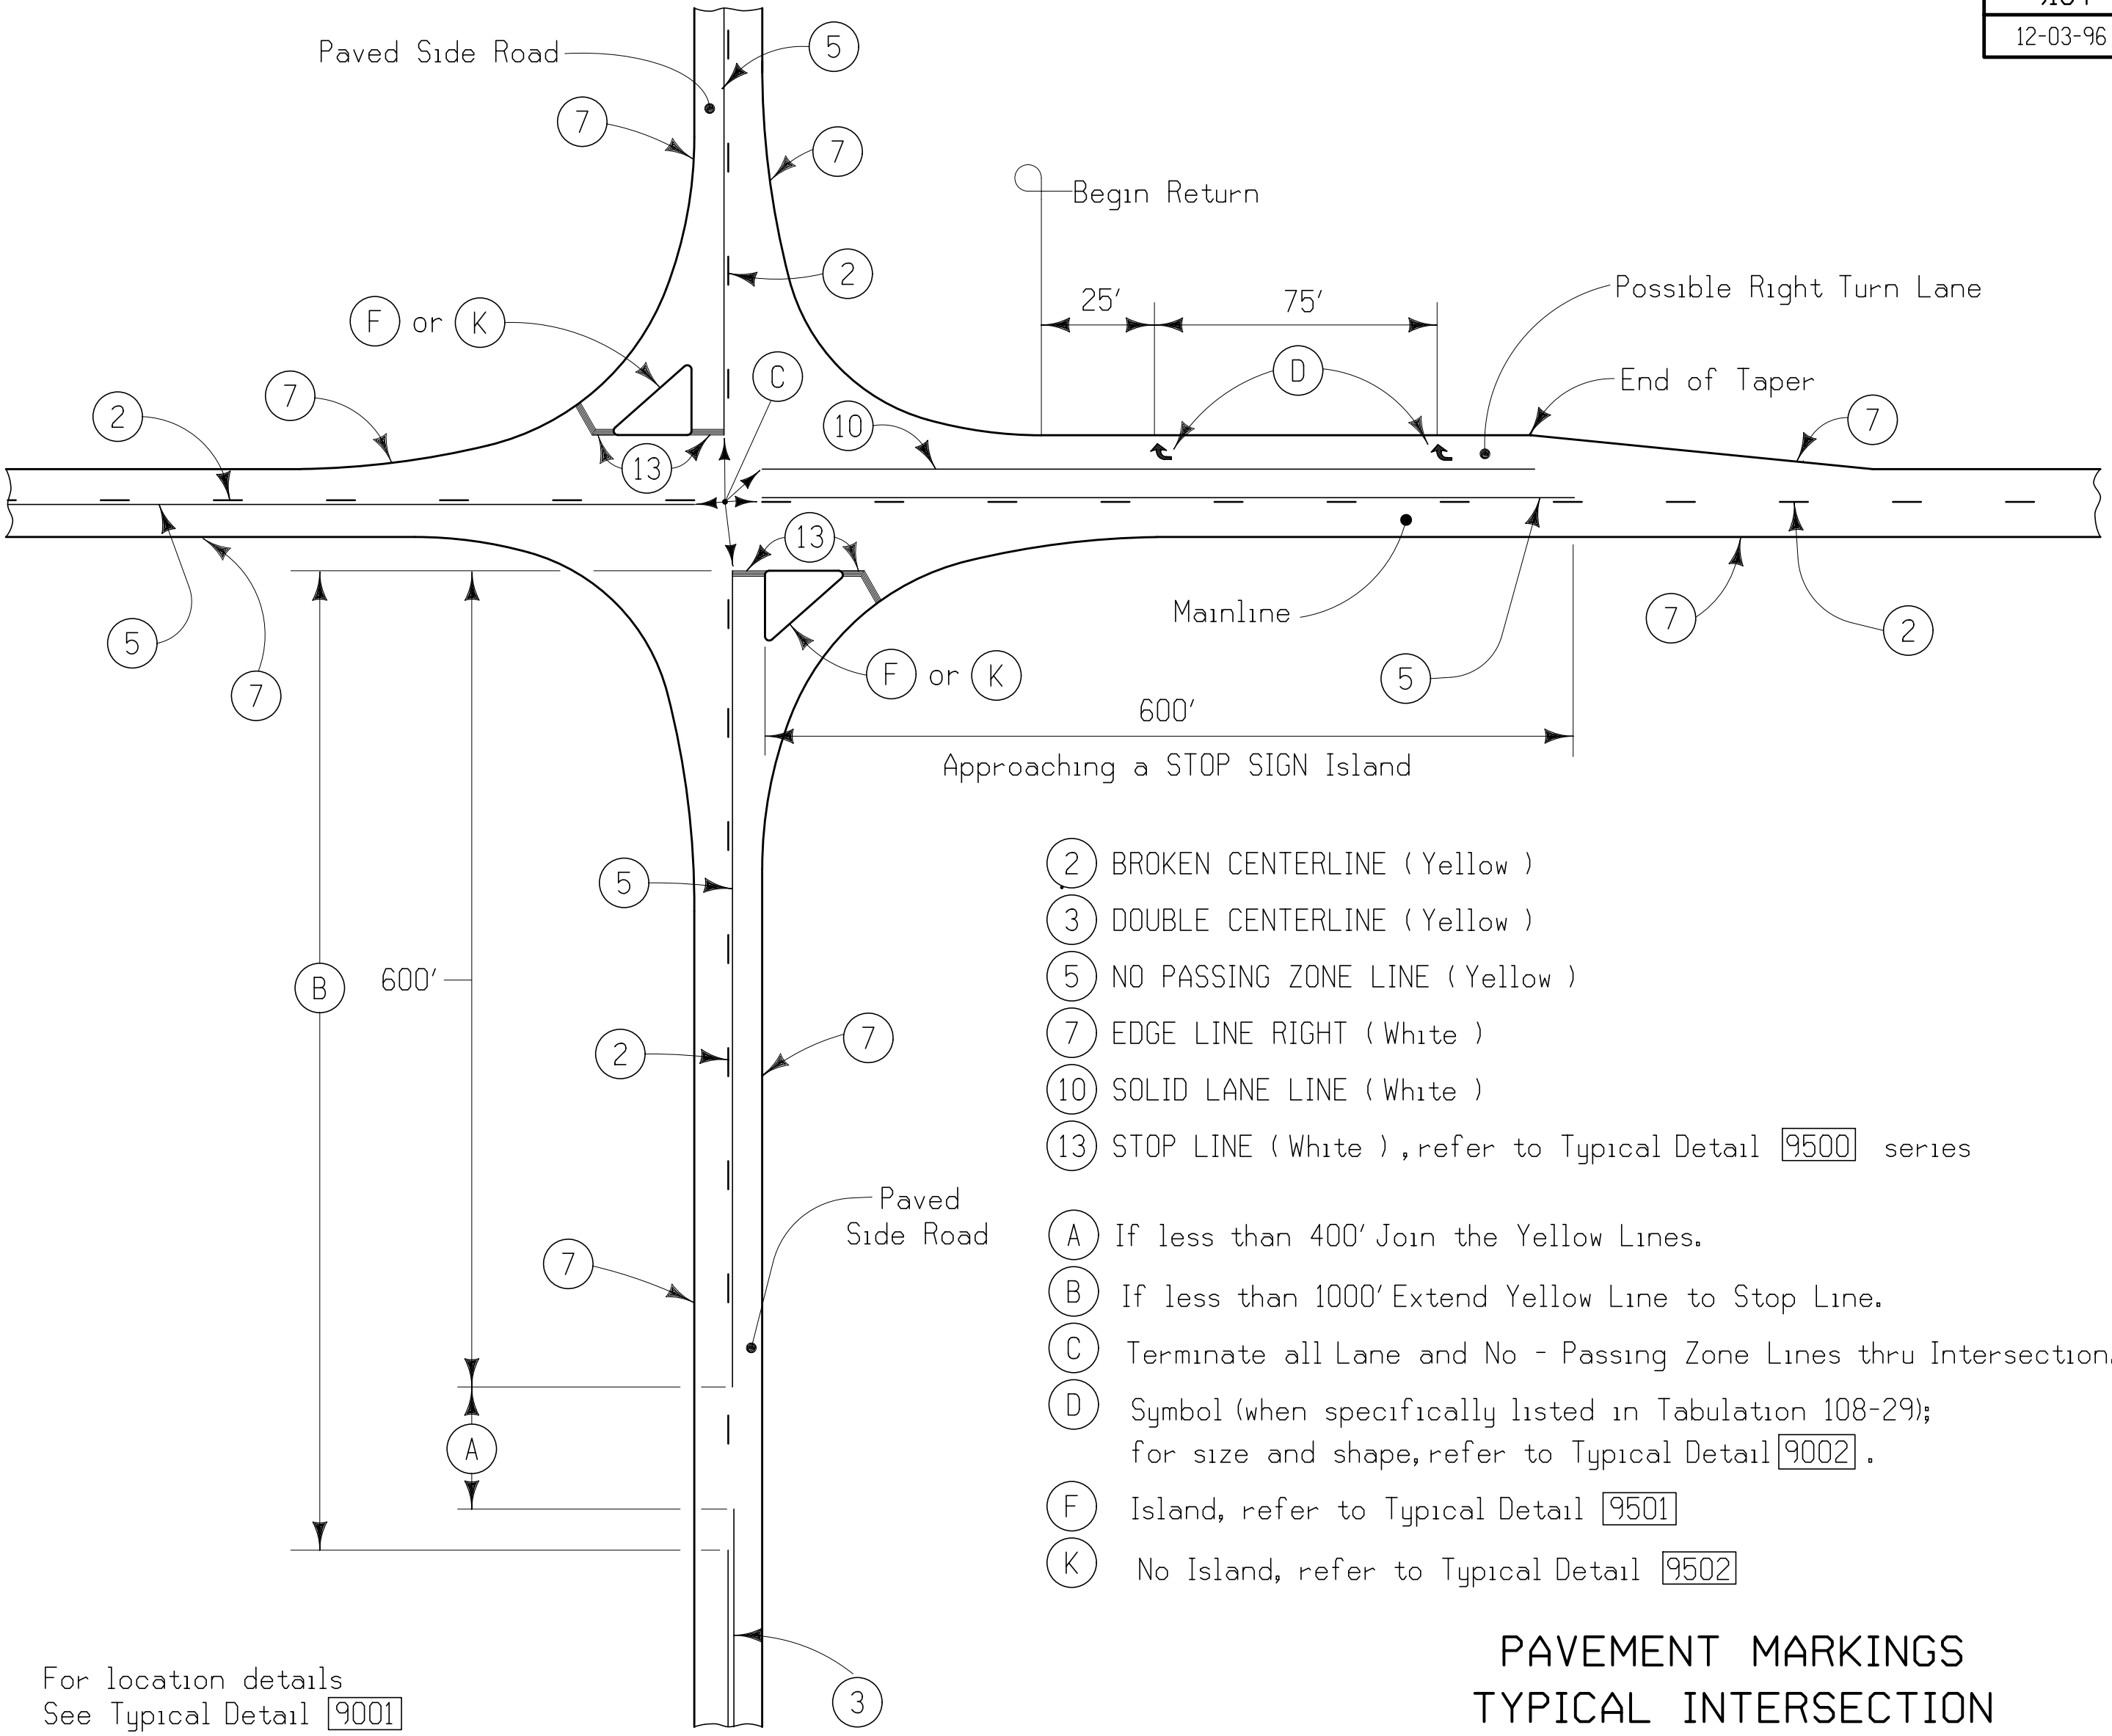 12-03-96
Paved Side Road
5
7
7
Begin Return
2
Possible Right Turn Lane
25'
75'
F or K
C
D
End of Taper
7
2
10
7
13
13
Mainline
5
7
2
F or K
5
7
600'
Approaching a STOP SIGN Island
5
B
600'
2
7
Paved
Side Road
7
A
3
2 BROKEN CENTERLINE ( Yellow )
3 DOUBLE CENTERLINE ( Yellow )
5 NO PASSING ZONE LINE ( Yellow )
7 EDGE LINE RIGHT ( White )
10 SOLID LANE LINE ( White )
13 STOP LINE ( White ), refer to Typical Detail 9500 series
A If less than 400' Join the Yellow Lines.
B If less than 1000' Extend Yellow Line to Stop Line.
C Terminate all Lane and No - Passing Zone Lines thru Intersection.
D Symbol (when specifically listed in Tabulation 108-29);
for size and shape, refer to Typical Detail 9002 .
F Island, refer to Typical Detail 9501
K No Island, refer to Typical Detail 9502
For location details
See Typical Detail 9001
PAVEMENT MARKINGS
TYPICAL INTERSECTION